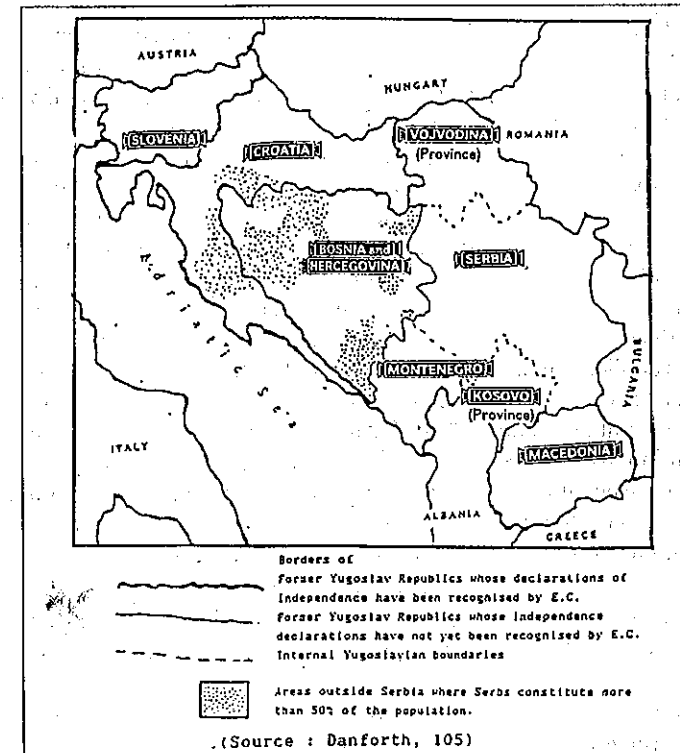 AUSTRIA
HUNGARY
[SLOVENIA]
[CROATIA]
[VOJVODINA]
(Province)
ROMANIA
[BOSNIA and]
[HERCEGOVINA]
[SERBIA]
Adriatic Sea
[MONTENEGRO]
[KOSOVO]
(Province)
BULGARIA
ITALY
[MACEDONIA]
ALBANIA
GREECE
Borders of
Former Yugoslav Republics whose declarations of
Independence have been recognised by E.C.
Former Yugoslav Republics whose Independence
declarations have not yet been recognised by E.C.
Internal Yugoslavian boundaries
Areas outside Serbia where Serbs constitute more
than 50% of the population.
(Source : Danforth, 105)